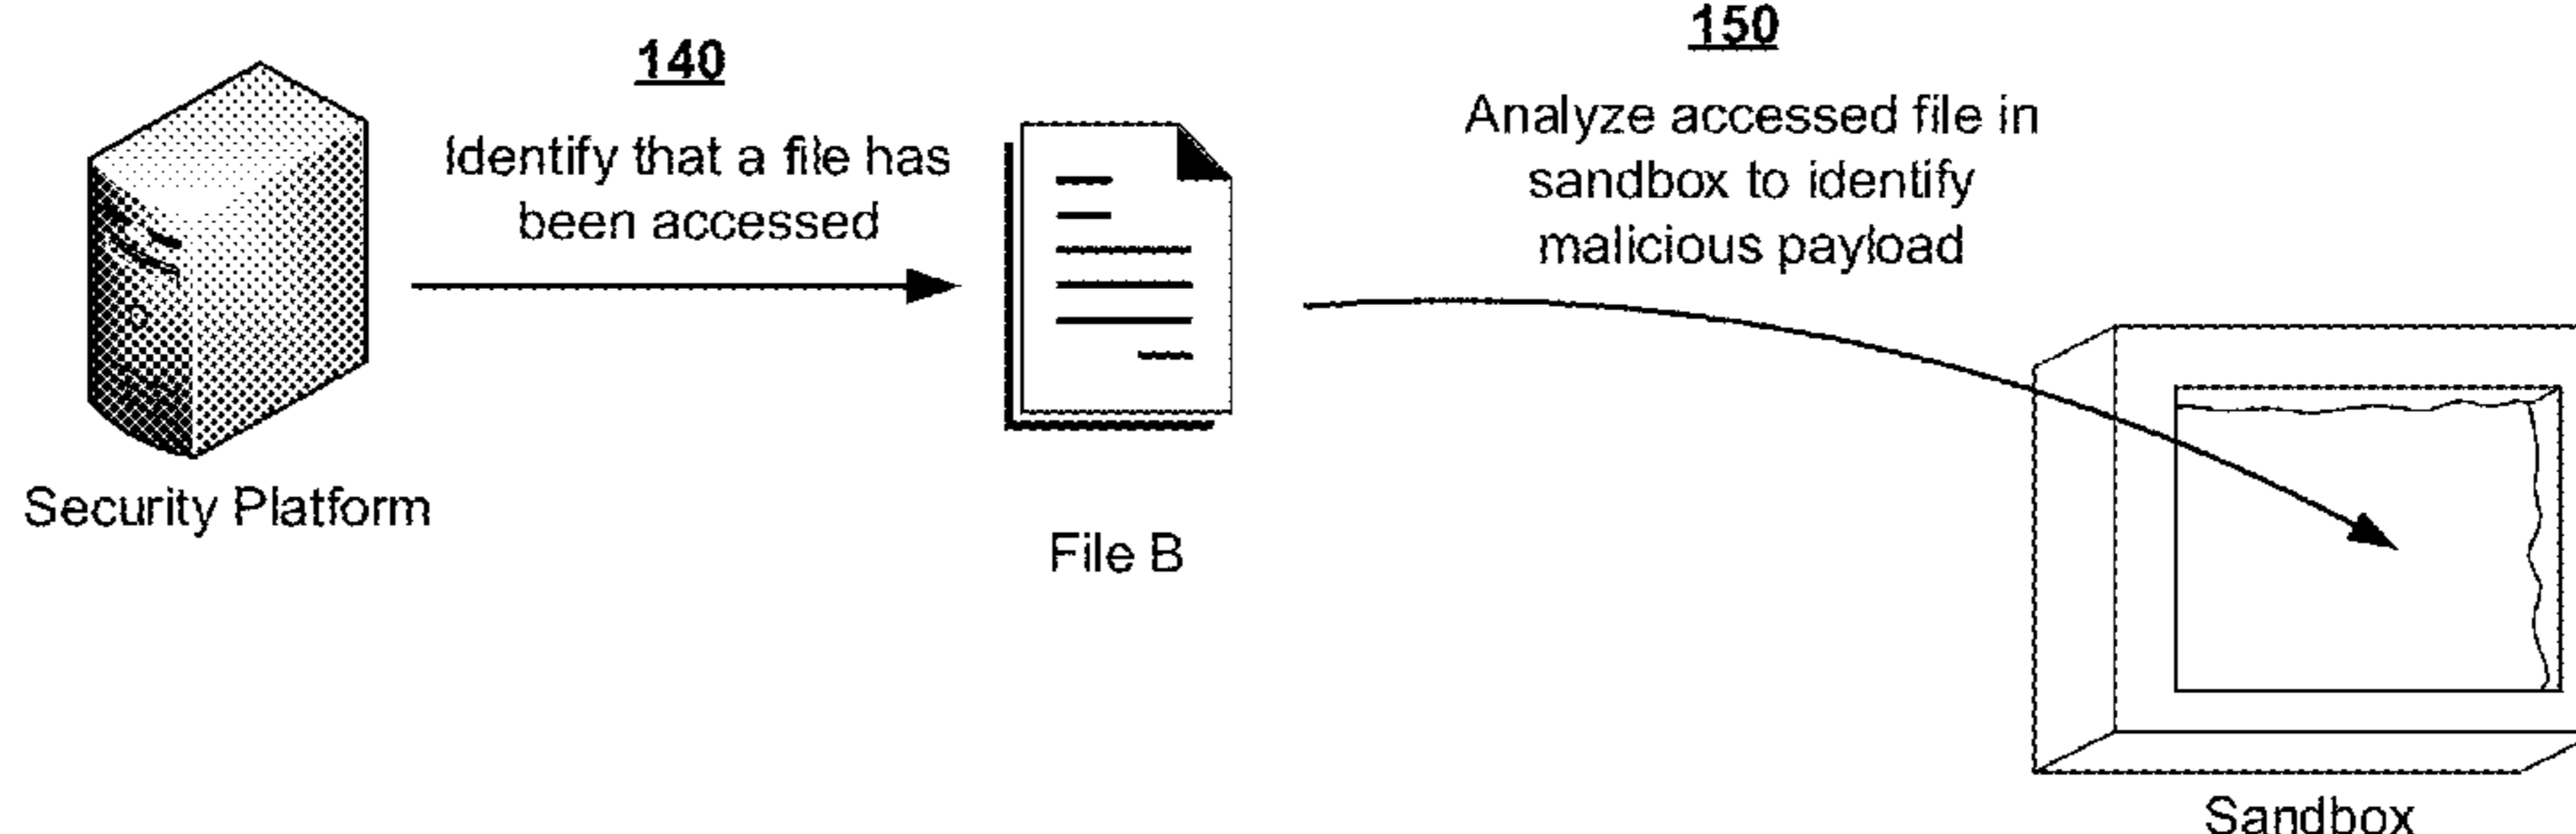 140
Identify that a file has
been accessed
150
Analyze accessed file in
sandbox to identify
malicious payload
Security Platform
File B
Sandbox